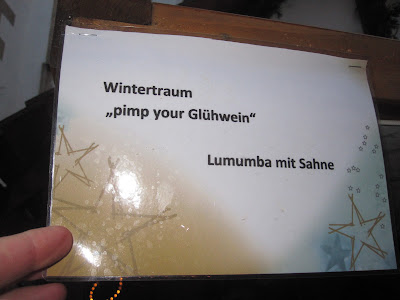 Wintertraum
„pimp your Glühwein“
Lumumba mit Sahne